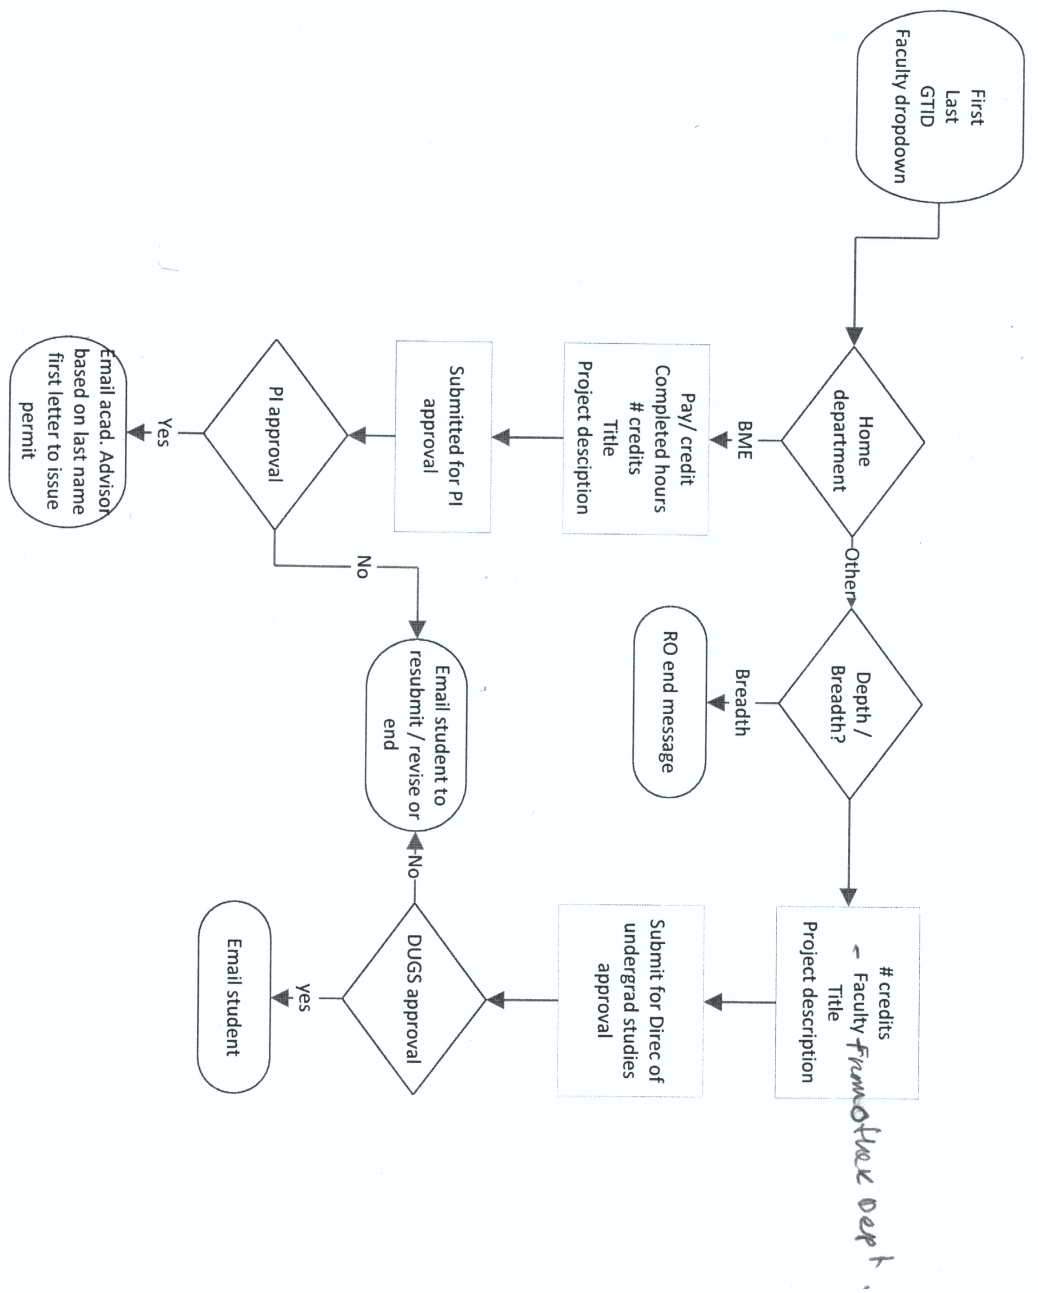 First
Last
GTID
Faculty dropdown
Home
department
Other
Depth /
Breadth?
# credits
- Faculty from other Dept.
Title
Project description
BME
Pay/ credit
Completed hours
# credits
Title
Project desciption
Breadth
RO end message
Submit for Direc of
undergrad studies
approval
Submitted for PI
approval
PI approval
No
Email student to
resubmit / revise or
end
No
DUGS approval
Yes
Email acad. Advisor
based on last name
first letter to issue
permit
yes
Email student